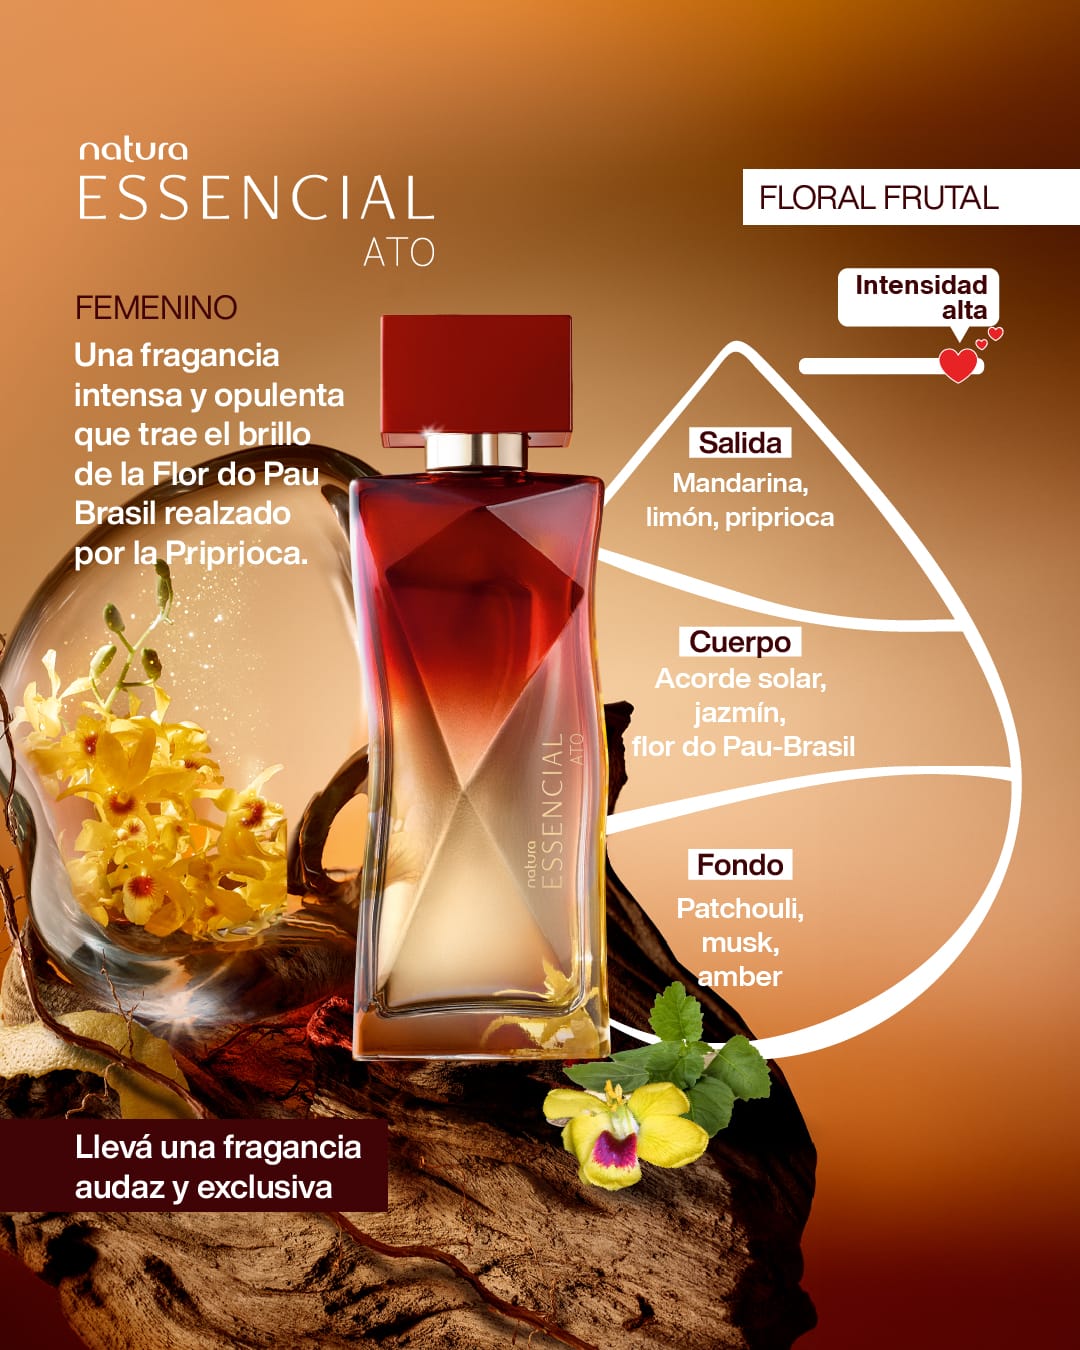 natura
ESSENCIAL
ATO
FLORAL FRUTAL
Intensidad
alta
FEMENINO
Una fragancia
intensa y opulenta
que trae el brillo
de la Flor do Pau
Brasil realzado
por la Priprioca.
Salida
Mandarina,
limón, priprioca
Cuerpo
Acorde solar,
jazmín,
flor do Pau-Brasil
Fondo
Patchouli,
musk,
amber
natura
ESSENCIAL
ATO
Llevá una fragancia
audaz y exclusiva